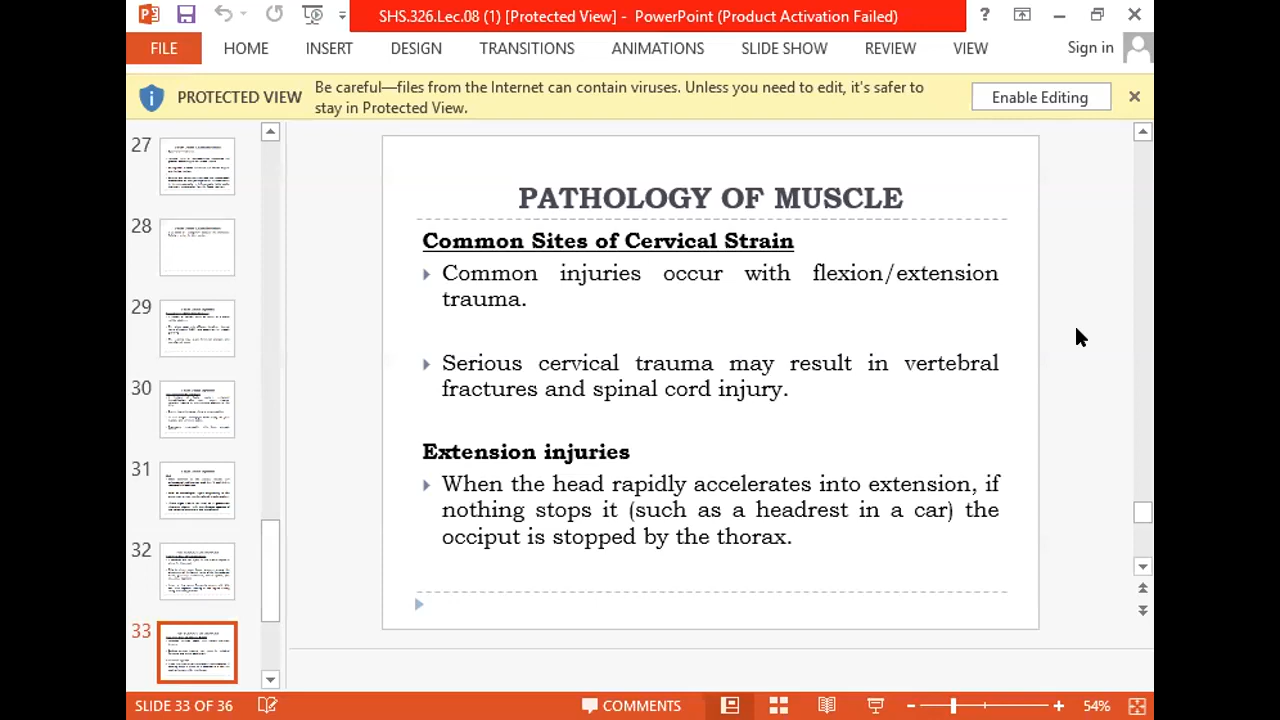 SHS.326.Lec.08 (1) [Protected View] - PowerPoint (Product Activation Failed)
FILE HOME INSERT DESIGN TRANSITIONS ANIMATIONS SLIDE SHOW REVIEW VIEW Sign in
PROTECTED VIEW
Be careful—files from the Internet can contain viruses. Unless you need to edit, it's safer to
stay in Protected View.
Enable Editing
27
28
29
30
31
32
33
PATHOLOGY OF MUSCLE
Common Sites of Cervical Strain
Common injuries occur with flexion/extension
trauma.
Serious cervical trauma may result in vertebral
fractures and spinal cord injury.
Extension injuries
When the head rapidly accelerates into extension, if
nothing stops it (such as a headrest in a car) the
occiput is stopped by the thorax.
SLIDE 33 OF 36 COMMENTS 54%